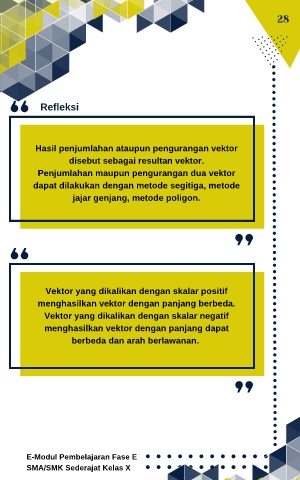 28
Refleksi
Hasil penjumlahan ataupun pengurangan vektor
disebut sebagai resultan vektor.
Penjumlahan maupun pengurangan dua vektor
dapat dilakukan dengan metode segitiga, metode
jajar genjang, metode poligon.
Vektor yang dikalikan dengan skalar positif
menghasilkan vektor dengan panjang berbeda.
Vektor yang dikalikan dengan skalar negatif
menghasilkan vektor dengan panjang dapat
berbeda dan arah berlawanan.
E-Modul Pembelajaran Fase E
SMA/SMK Sederajat Kelas X